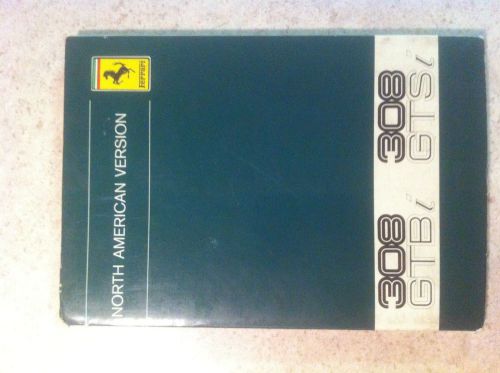 Ferrari
NORTH AMERICAN VERSION
308
GTBi
308
GTSi